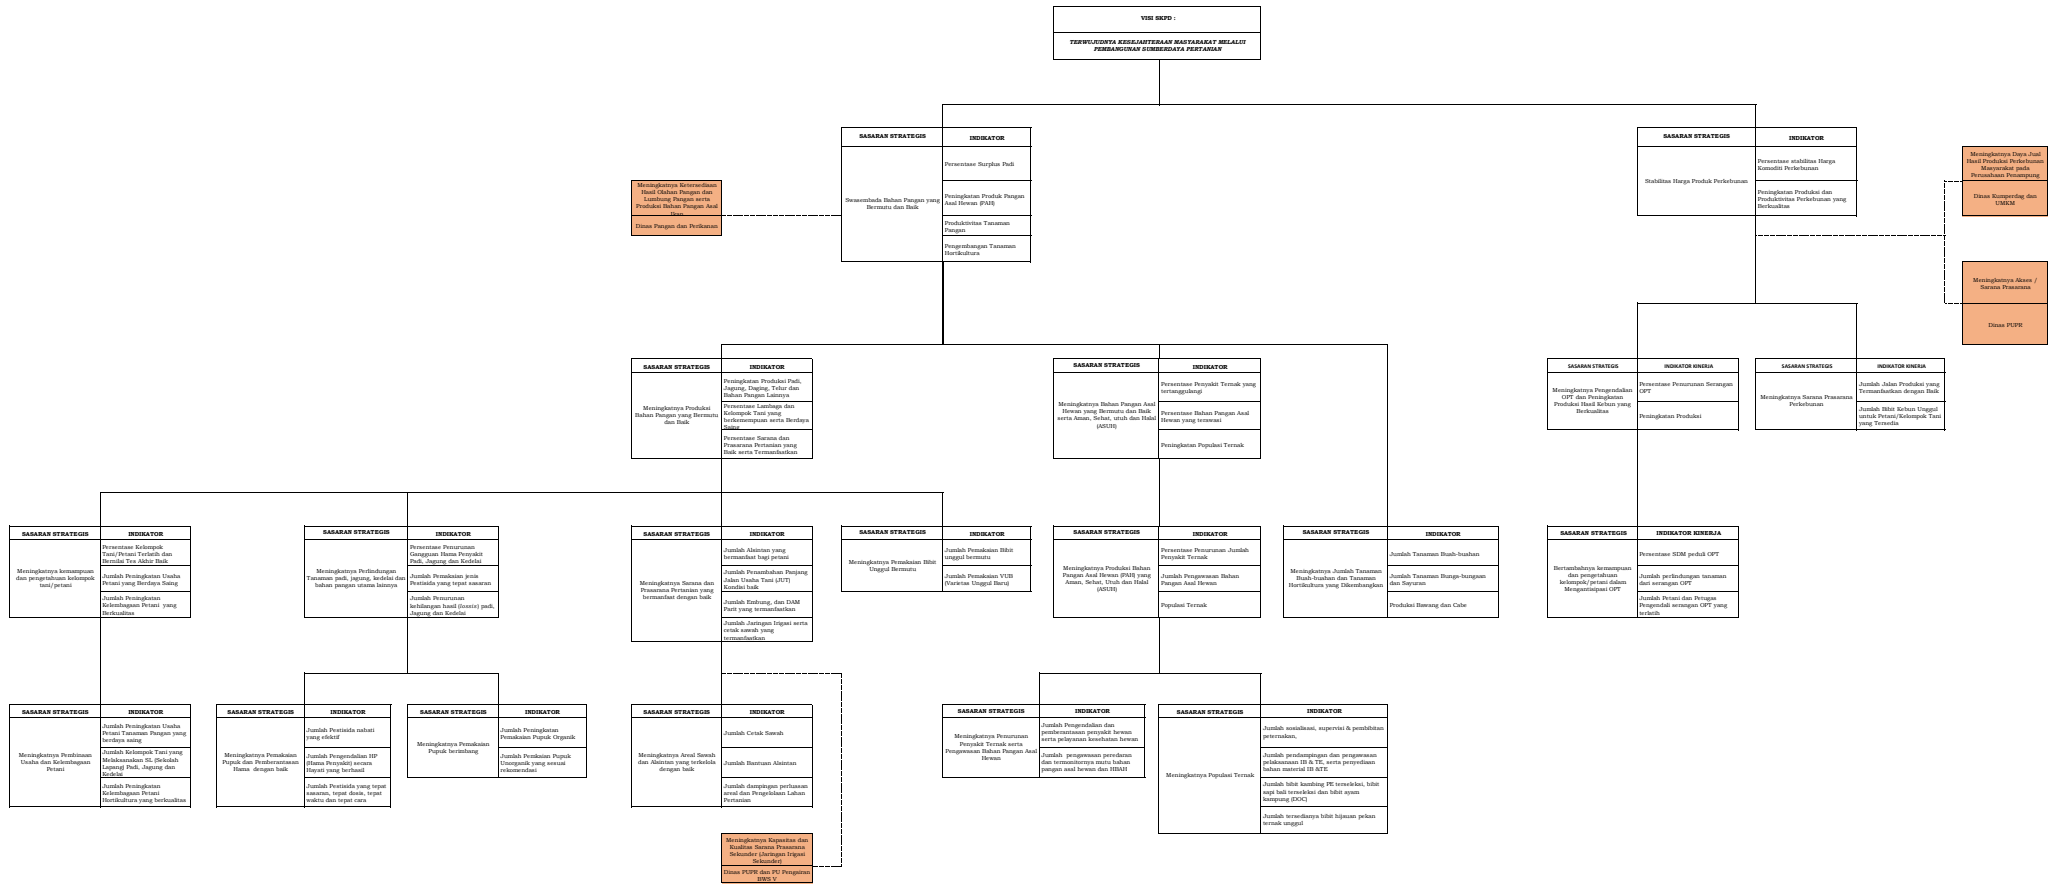 VISI SKPD :
TERWUJUDNYA KESEJAHTERAAN MASYARAKAT MELALUI
PEMBANGUNAN SUMBERDAYA PERTANIAN
SASARAN STRATEGIS
INDIKATOR
Swasembada Bahan Pangan yang
Bermutu dan Baik
Persentase Surplus Padi
Peningkatan Produk Pangan
Asal Hewan (PAH)
Produktivitas Tanaman
Pangan
Pengembangan Tanaman
Hortikultura
Meningkatnya Ketersediaan
Hasil Olahan Pangan dan
Lumbung Pangan serta
Produksi Bahan Pangan Asal
Ikan
Dinas Pangan dan Perikanan
SASARAN STRATEGIS
INDIKATOR
Stabilitas Harga Produk Perkebunan
Persentase stabilitas Harga
Komoditi Perkebunan
Peningkatan Produksi dan
Produktivitas Perkebunan yang
Berkualitas
Meningkatnya Daya Jual
Hasil Produksi Perkebunan
Masyarakat pada
Perusahaan Penampung
Dinas Kumperdag dan
UMKM
Meningkatnya Akses /
Sarana Prasarana
Dinas PUPR
SASARAN STRATEGIS
INDIKATOR
Meningkatnya Produksi
Bahan Pangan yang Bermutu
dan Baik
Peningkatan Produksi Padi,
Jagung, Daging, Telur dan
Bahan Pangan Lainnya
Persentase Lambaga dan
Kelompok Tani yang
berkemempuan serta Berdaya
Saing
Persentase Sarana dan
Prasarana Pertanian yang
Baik serta Termanfaatkan
SASARAN STRATEGIS
INDIKATOR
Meningkatnya Bahan Pangan Asal
Hewan yang Bermutu dan Baik
serta Aman, Sehat, utuh dan Halal
(ASUH)
Persentase Penyakit Ternak yang
tertanggulangi
Persentase Bahan Pangan Asal
Hewan yang terawasi
Peningkatan Populasi Ternak
SASARAN STRATEGIS
INDIKATOR KINERJA
Meningkatnya Pengendalian
OPT dan Peningkatan
Produksi Hasil Kebun yang
Berkualitas
Persentase Penurunan Serangan
OPT
Peningkatan Produksi
SASARAN STRATEGIS
INDIKATOR KINERJA
Meningkatnya Sarana Prasarana
Perkebunan
Jumlah Jalan Produksi yang
Termanfaatkan dengan Baik
Jumlah Bibit Kebun Unggul
untuk Petani/Kelompok Tani
yang Tersedia
SASARAN STRATEGIS
INDIKATOR
Meningkatnya kemampuan
dan pengetahuan kelompok
tani/petani
Persentase Kelompok
Tani/Petani Terlatih dan
Bernilai Tes Akhir Baik
Jumlah Peningkatan Usaha
Petani yang Berdaya Saing
Jumlah Peningkatan
Kelembagaan Petani  yang
Berkualitas
SASARAN STRATEGIS
INDIKATOR
Meningkatnya Perlindungan
Tanaman padi, jagung, kedelai dan
bahan pangan utama lainnya
Persentase Penurunan
Gangguan Hama Penyakit
Padi, Jagung dan Kedelai
Jumlah Pemakaian jenis
Pestisida yang tepat sasaran
Jumlah Penurunan
kehilangan hasil (lossis) padi,
Jagung dan Kedelai
SASARAN STRATEGIS
INDIKATOR
Meningkatnya Sarana dan
Prasarana Pertanian yang
bermanfaat dengan baik
Jumlah Alsintan yang
bermanfaat bagi petani
Jumlah Penambahan Panjang
Jalan Usaha Tani (JUT)
Kondisi baik
Jumlah Embung, dan DAM
Parit yang termanfaatkan
Jumlah Jaringan Irigasi serta
cetak sawah yang
termanfaatkan
SASARAN STRATEGIS
INDIKATOR
Meningkatnya Pemakaian Bibit
Unggul Bermutu
Jumlah Pemakaian Bibit
unggul bermutu
Jumlah Pemakaian VUB
(Varietas Unggul Baru)
SASARAN STRATEGIS
INDIKATOR
Meningkatnya Produksi Bahan
Pangan Asal Hewan (PAH) yang
Aman, Sehat, Utuh dan Halal
(ASUH)
Persentase Penurunan Jumlah
Penyakit Ternak
Jumlah Pengawasan Bahan
Pangan Asal Hewan
Populasi Ternak
SASARAN STRATEGIS
INDIKATOR
Meningkatnya Jumlah Tanaman
Buah-buahan dan Tanaman
Hortikultura yang Dikembangkan
Jumlah Tanaman Buah-buahan
Jumlah Tanaman Bunga-bungaan
dan Sayuran
Produksi Bawang dan Cabe
SASARAN STRATEGIS
INDIKATOR KINERJA
Bertambahnya kemampuan
dan pengetahuan
kelompok/petani dalam
Mengantisipasi OPT
Persentase SDM peduli OPT
Jumlah perlindungan tanaman
dari serangan OPT
Jumlah Petani dan Petugas
Pengendali serangan OPT yang
terlatih
SASARAN STRATEGIS
INDIKATOR
Meningkatnya Pembinaan
Usaha dan Kelembagaan
Petani
Jumlah Peningkatan Usaha
Petani Tanaman Pangan yang
berdaya saing
Jumlah Kelompok Tani yang
Melaksanakan SL (Sekolah
Lapang) Padi, Jagung dan
Kedelai
Jumlah Peningkatan
Kelembagaan Petani
Hortikultura yang berkualitas
SASARAN STRATEGIS
INDIKATOR
Meningkatnya Pemakaian
Pupuk dan Pemberantasan
Hama  dengan baik
Jumlah Pestisida nabati
yang efektif
Jumlah Pengendalian HP
(Hama Penyakit) secara
Hayati yang berhasil
Jumlah Pestisida yang tepat
sasaran, tepat dosis, tepat
waktu dan tepat cara
SASARAN STRATEGIS
INDIKATOR
Meningkatnya Pemakaian
Pupuk berimbang
Jumlah Peningkatan
Pemakaian Pupuk Organik
Jumlah Pemkaian Pupuk
Unorganik yang sesuai
rekomendasi
SASARAN STRATEGIS
INDIKATOR
Meningkatnya Areal Sawah
dan Alsintan yang terkelola
dengan baik
Jumlah Cetak Sawah
Jumlah Bantuan Alsintan
Jumlah dampingan perluasan
areal dan Pengelolaan Lahan
Pertanian
SASARAN STRATEGIS
INDIKATOR
Meningkatnya Penurunan
Penyakit Ternak serta
Pengawasan Bahan Pangan Asal
Hewan
Jumlah Pengendalian dan
pemberantasan penyakit hewan
serta pelayanan kesehatan hewan
Jumlah  pengawasan peredaran
dan termonitornya mutu bahan
pangan asal hewan dan HBAH
SASARAN STRATEGIS
INDIKATOR
Meningkatnya Populasi Ternak
Jumlah sosialisasi, supervisi & pembibitan
peternakan,
Jumlah pendampingan dan pengawasan
pelaksanaan IB & TE, serta penyediaan
bahan material IB &TE
Jumlah bibit kambing PE terseleksi, bibit
sapi bali terseleksi dan bibit ayam
kampung (DOC)
Jumlah tersedianya bibit hijauan pekan
ternak unggul
Meningkatnya Kapasitas dan
Kualitas Sarana Prasarana
Sekunder (Jaringan Irigasi
Sekunder)
Dinas PUPR dan PU Pengairan
BWS V